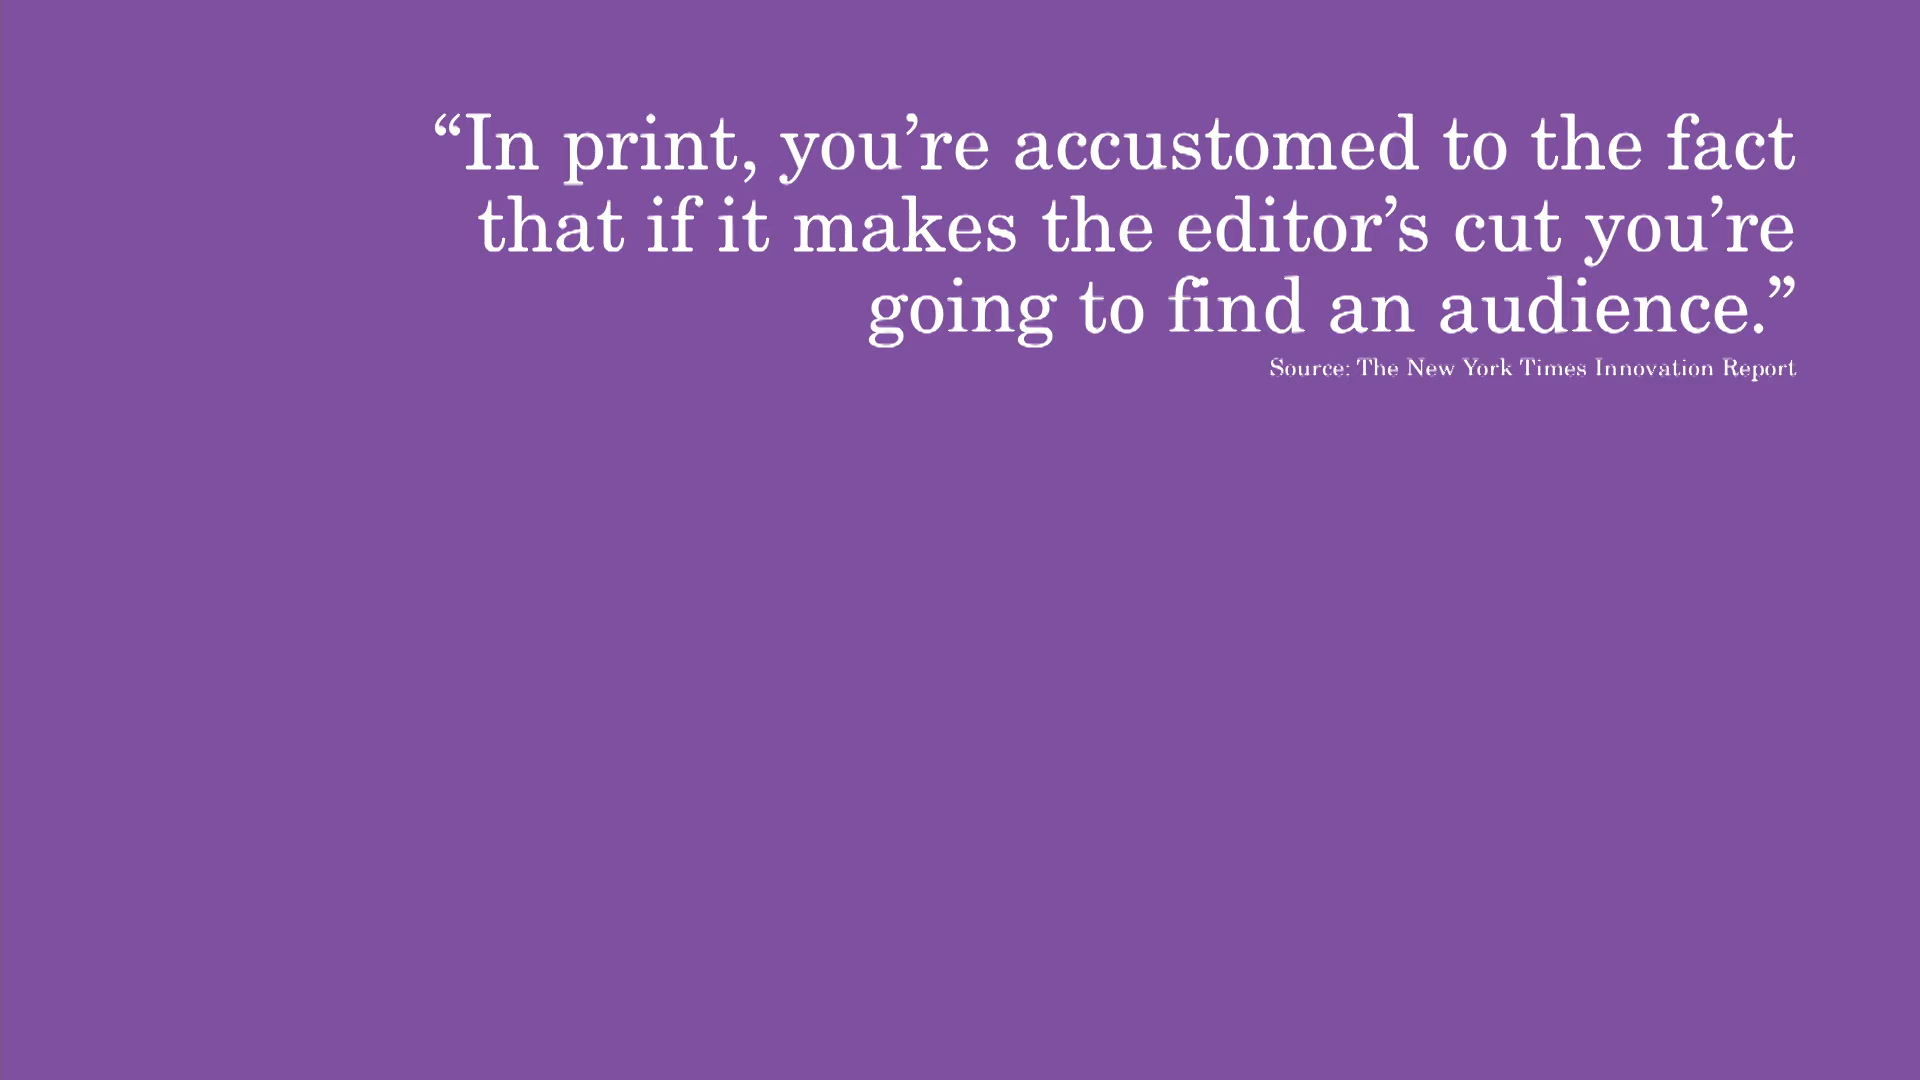 “In print, you’re accustomed to the fact
that if it makes the editor’s cut you’re
going to find an audience.”
Source: The New York Times Innovation Report